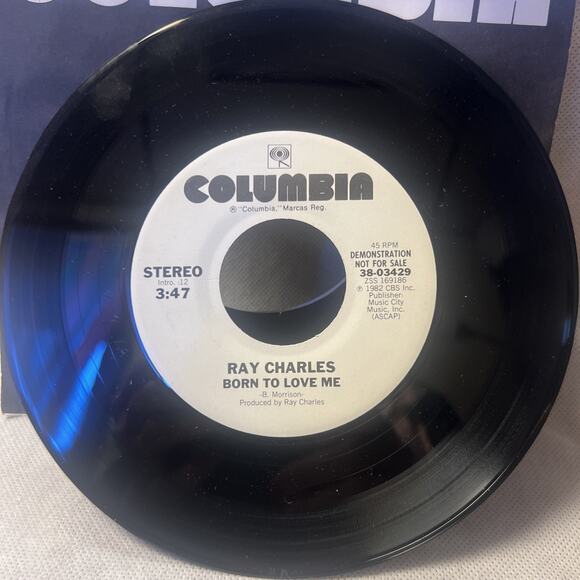 COLUMBIA
COLUMBIA
® "Columbia," Marcas Reg.
45 RPM
DEMONSTRATION
NOT FOR SALE
38-03429
ZSS 169186
℗ 1982 CBS Inc.
Publisher:
Music City
Music, Inc.
(ASCAP)
STEREO
Intro. :12
3:47
RAY CHARLES
BORN TO LOVE ME
-B. Morrison-
Produced by Ray Charles